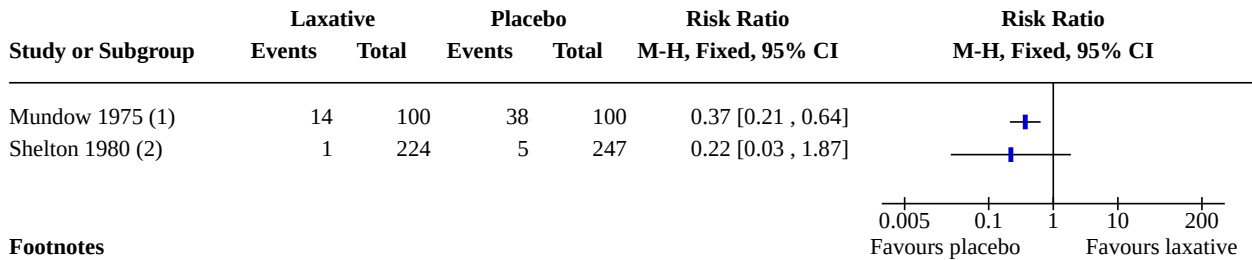 Laxative Placebo Risk Ratio Risk Ratio
Study or Subgroup Events Total Events Total M-H, Fixed, 95% CI M-H, Fixed, 95% CI
Mundow 1975 (1) 14 100 38 100 0.37 [0.21 , 0.64]
Shelton 1980 (2) 1 224 5 247 0.22 [0.03 , 1.87]
0.005 0.1 1 10 200
Footnotes Favours placebo Favours laxative